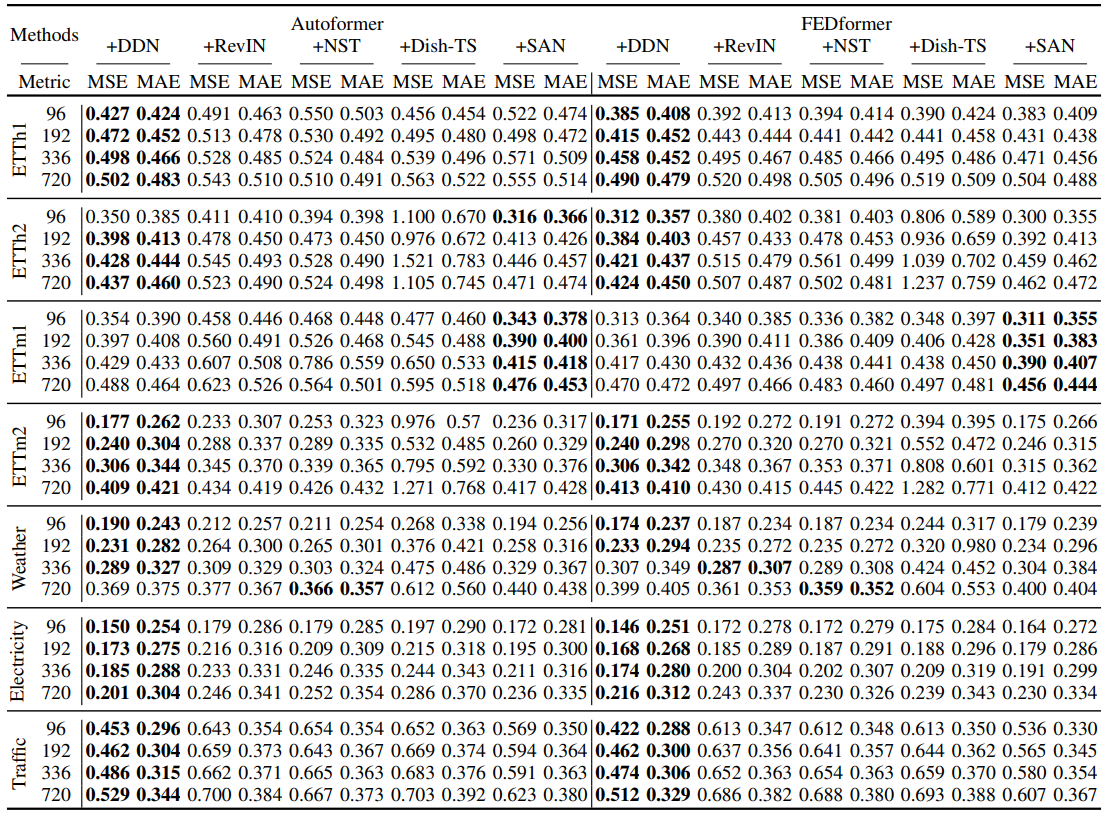 Methods Autoformer FEDformer
+DDN +RevIN +NST +Dish-TS +SAN +DDN +RevIN +NST +Dish-TS +SAN
Metric MSE MAE MSE MAE MSE MAE MSE MAE MSE MAE MSE MAE MSE MAE MSE MAE MSE MAE MSE MAE
ETTh1
96 0.427 0.424 0.491 0.463 0.550 0.503 0.456 0.454 0.522 0.474 0.385 0.408 0.392 0.413 0.394 0.414 0.390 0.424 0.383 0.409
192 0.472 0.452 0.513 0.478 0.530 0.492 0.495 0.480 0.498 0.472 0.415 0.452 0.443 0.444 0.441 0.442 0.441 0.458 0.431 0.438
336 0.498 0.466 0.528 0.485 0.524 0.484 0.539 0.496 0.571 0.509 0.458 0.452 0.495 0.467 0.485 0.466 0.495 0.486 0.471 0.456
720 0.502 0.483 0.543 0.510 0.510 0.491 0.563 0.522 0.555 0.514 0.490 0.479 0.520 0.498 0.505 0.496 0.519 0.509 0.504 0.488
ETTh2
96 0.350 0.385 0.411 0.410 0.394 0.398 1.100 0.670 0.316 0.366 0.312 0.357 0.380 0.402 0.381 0.403 0.806 0.589 0.300 0.355
192 0.398 0.413 0.478 0.450 0.473 0.450 0.976 0.672 0.413 0.426 0.384 0.403 0.457 0.433 0.478 0.453 0.936 0.659 0.392 0.413
336 0.428 0.444 0.545 0.493 0.528 0.490 1.521 0.783 0.446 0.457 0.421 0.437 0.515 0.479 0.561 0.499 1.039 0.702 0.459 0.462
720 0.437 0.460 0.523 0.490 0.524 0.498 1.105 0.745 0.471 0.474 0.424 0.450 0.507 0.487 0.502 0.481 1.237 0.759 0.462 0.472
ETTm1
96 0.354 0.390 0.458 0.446 0.468 0.448 0.477 0.460 0.343 0.378 0.313 0.364 0.340 0.385 0.336 0.382 0.348 0.397 0.311 0.355
192 0.397 0.408 0.560 0.491 0.526 0.468 0.545 0.488 0.390 0.400 0.361 0.396 0.390 0.411 0.386 0.409 0.406 0.428 0.351 0.383
336 0.429 0.433 0.607 0.508 0.786 0.559 0.650 0.533 0.415 0.418 0.417 0.430 0.432 0.436 0.438 0.441 0.438 0.450 0.390 0.407
720 0.488 0.464 0.623 0.526 0.564 0.501 0.595 0.518 0.476 0.453 0.470 0.472 0.497 0.466 0.483 0.460 0.497 0.481 0.456 0.444
ETTm2
96 0.177 0.262 0.233 0.307 0.253 0.323 0.976 0.57 0.236 0.317 0.171 0.255 0.192 0.272 0.191 0.272 0.394 0.395 0.175 0.266
192 0.240 0.304 0.288 0.337 0.289 0.335 0.532 0.485 0.260 0.329 0.240 0.298 0.270 0.320 0.270 0.321 0.552 0.472 0.246 0.315
336 0.306 0.344 0.345 0.370 0.339 0.365 0.795 0.592 0.330 0.376 0.306 0.342 0.348 0.367 0.353 0.371 0.808 0.601 0.315 0.362
720 0.409 0.421 0.434 0.419 0.426 0.432 1.271 0.768 0.417 0.428 0.413 0.410 0.430 0.415 0.445 0.422 1.282 0.771 0.412 0.422
Weather
96 0.190 0.243 0.212 0.257 0.211 0.254 0.268 0.338 0.194 0.256 0.174 0.237 0.187 0.234 0.187 0.234 0.244 0.317 0.179 0.239
192 0.231 0.282 0.264 0.300 0.265 0.301 0.376 0.421 0.258 0.316 0.233 0.294 0.235 0.272 0.235 0.272 0.320 0.980 0.234 0.296
336 0.289 0.327 0.309 0.329 0.303 0.324 0.475 0.486 0.329 0.367 0.307 0.349 0.287 0.307 0.289 0.308 0.424 0.452 0.304 0.384
720 0.369 0.375 0.377 0.367 0.366 0.357 0.612 0.560 0.440 0.438 0.399 0.405 0.361 0.353 0.359 0.352 0.604 0.553 0.400 0.404
Electricity
96 0.150 0.254 0.179 0.286 0.179 0.285 0.197 0.290 0.172 0.281 0.146 0.251 0.172 0.278 0.172 0.279 0.175 0.284 0.164 0.272
192 0.173 0.275 0.216 0.316 0.209 0.309 0.215 0.318 0.195 0.300 0.168 0.268 0.185 0.289 0.187 0.291 0.188 0.296 0.179 0.286
336 0.185 0.288 0.233 0.331 0.246 0.335 0.244 0.343 0.211 0.316 0.174 0.280 0.200 0.304 0.202 0.307 0.209 0.319 0.191 0.299
720 0.201 0.304 0.246 0.341 0.252 0.354 0.286 0.370 0.236 0.335 0.216 0.312 0.243 0.337 0.230 0.326 0.239 0.343 0.230 0.334
Traffic
96 0.453 0.296 0.643 0.354 0.654 0.355 0.652 0.363 0.569 0.350 0.422 0.288 0.613 0.347 0.612 0.348 0.613 0.350 0.536 0.330
192 0.462 0.304 0.659 0.373 0.643 0.367 0.669 0.374 0.594 0.364 0.462 0.300 0.637 0.356 0.641 0.357 0.644 0.362 0.565 0.345
336 0.486 0.315 0.662 0.371 0.665 0.363 0.683 0.376 0.591 0.363 0.474 0.306 0.652 0.363 0.654 0.363 0.659 0.370 0.580 0.354
720 0.529 0.344 0.700 0.384 0.667 0.373 0.703 0.392 0.623 0.380 0.512 0.329 0.686 0.382 0.688 0.380 0.693 0.388 0.607 0.367